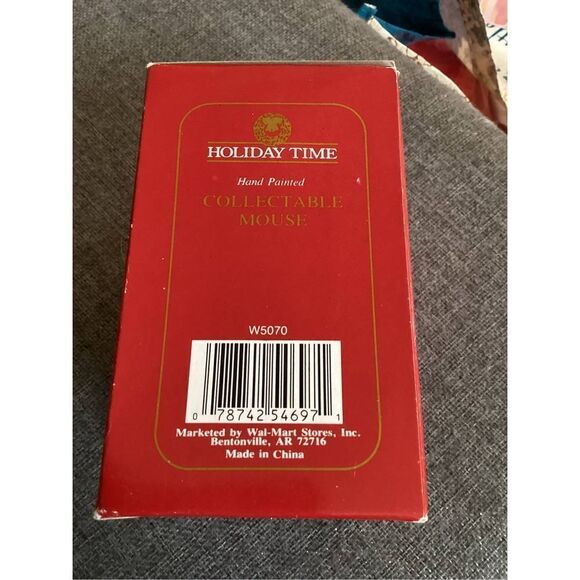 HOLIDAY TIME
Hand Painted
COLLECTABLE
MOUSE
W5070
0 78742 54697 1
Marketed by Wal-Mart Stores, Inc.
Bentonville, AR 72716
Made in China